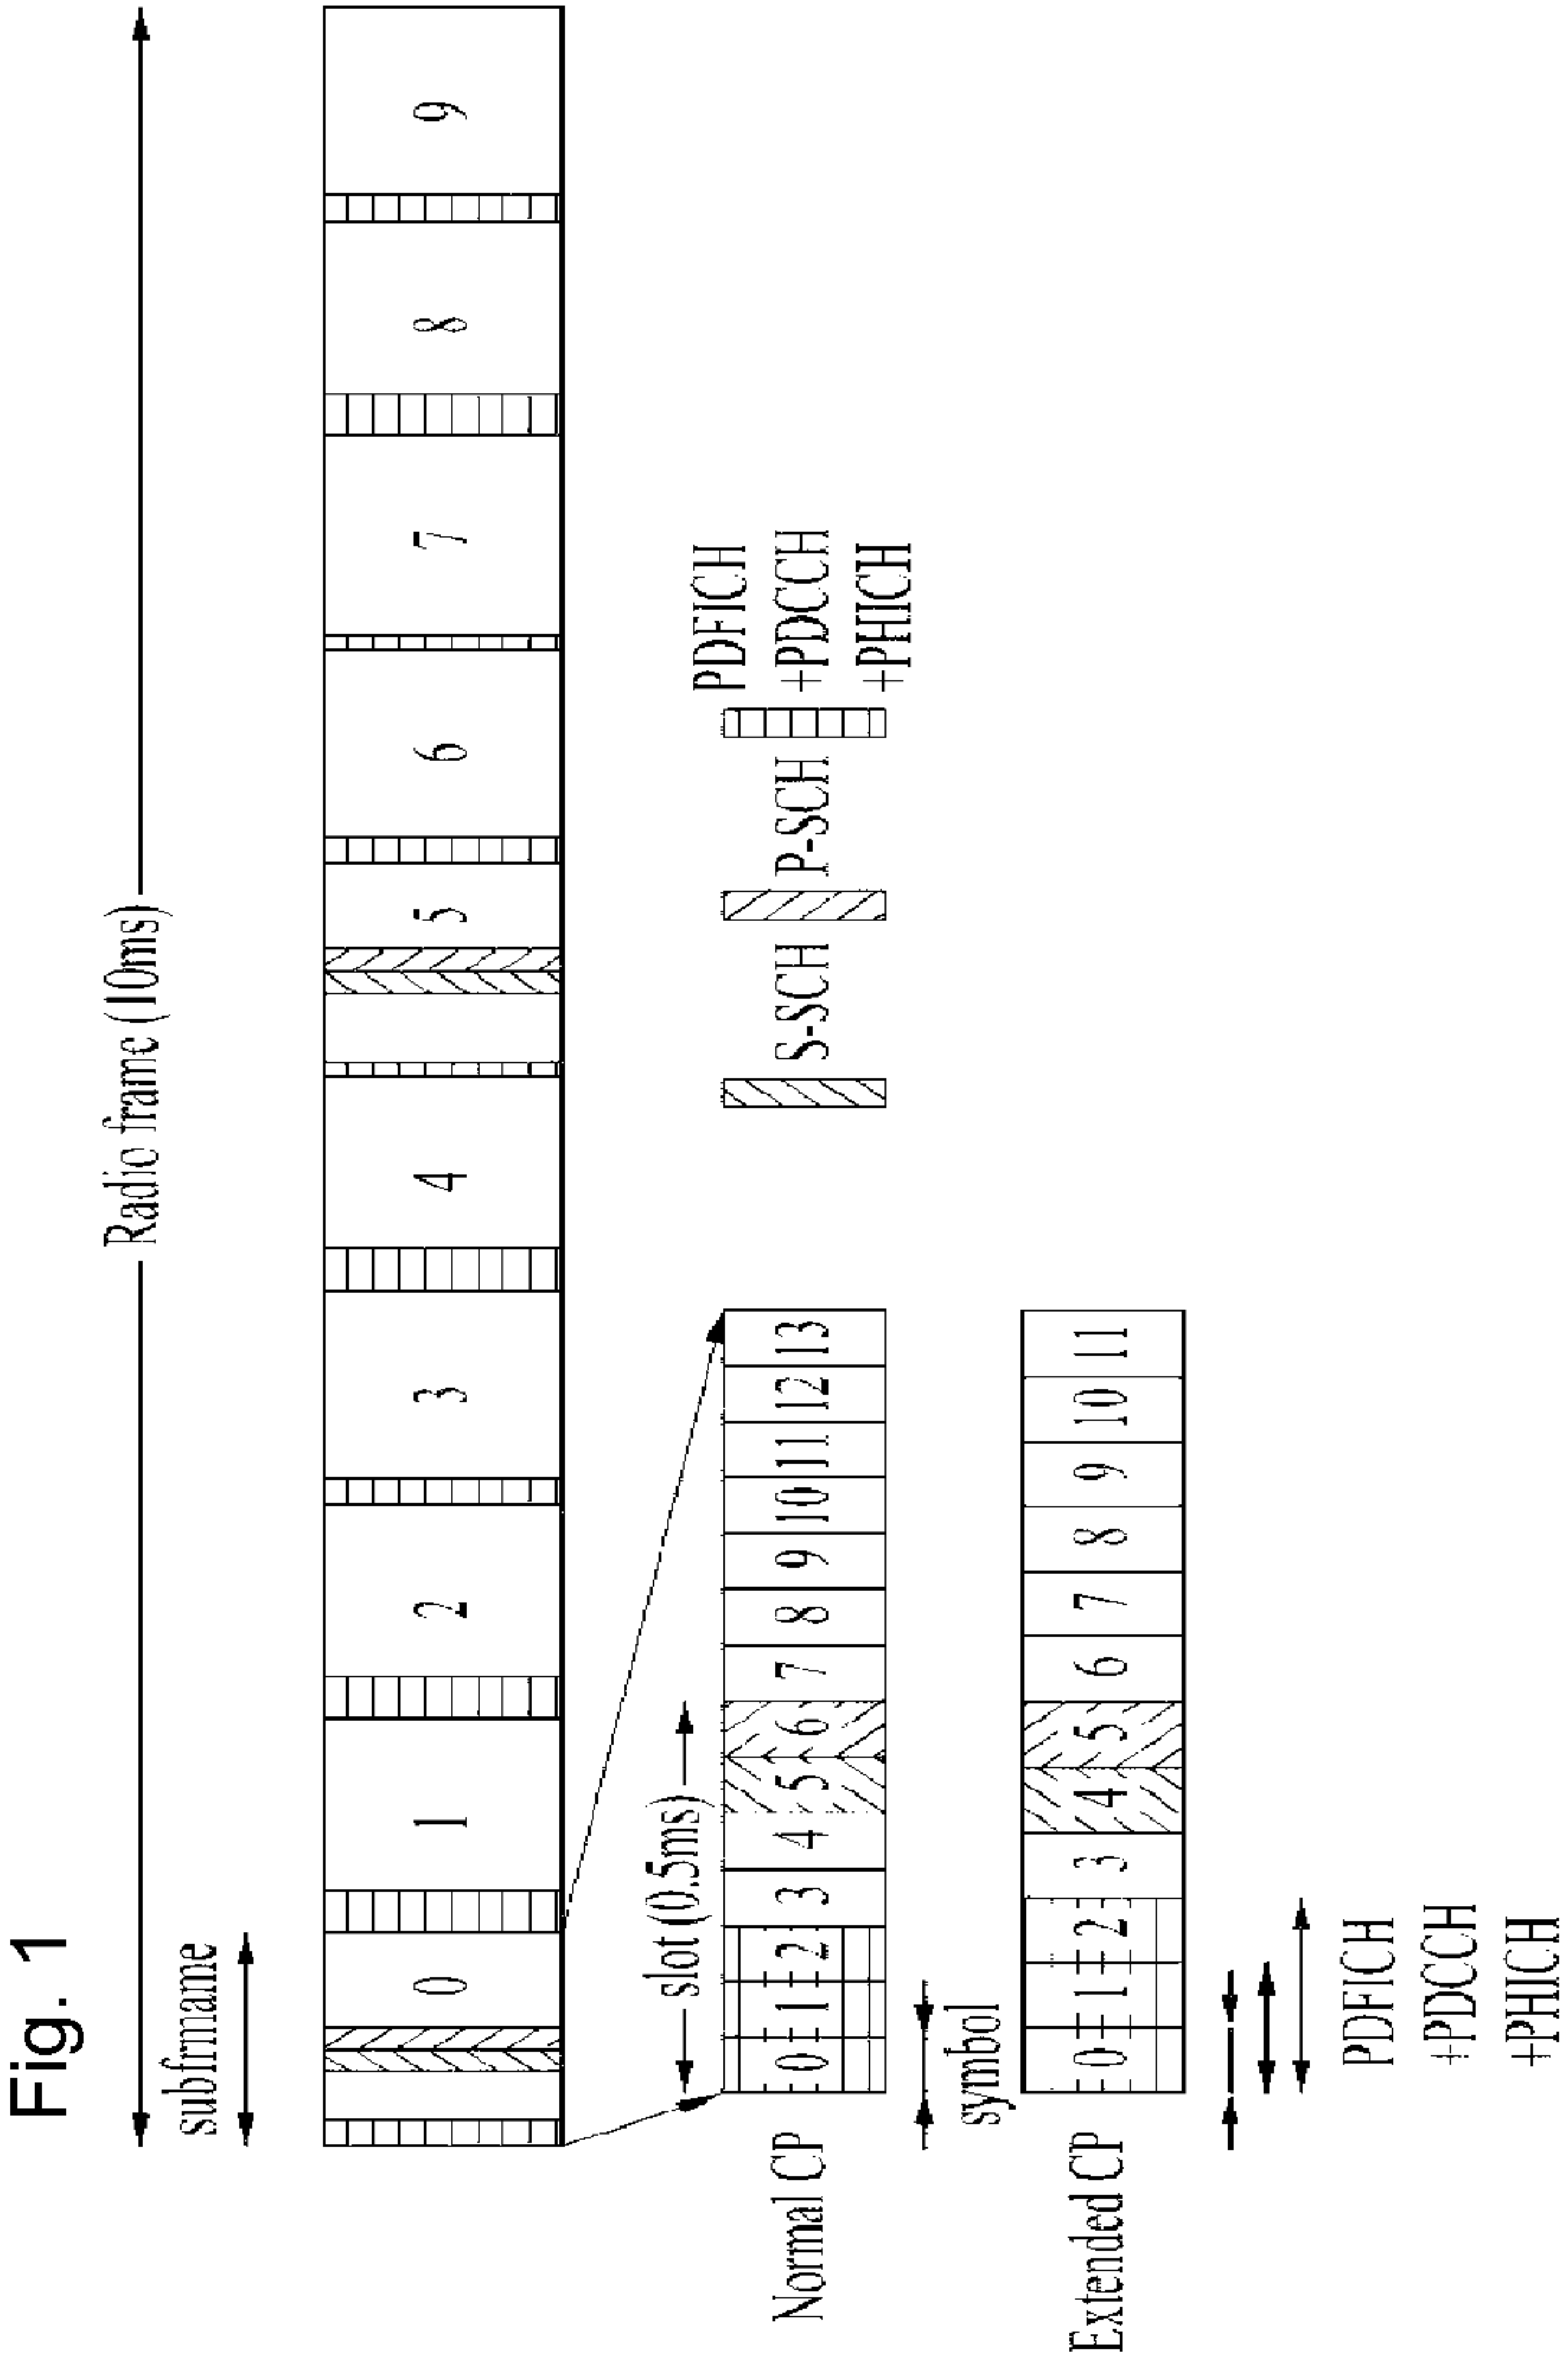 Fig. 1
Radio frame (10ms)
subfrmame
0 1 2 3 4 5 6 7 8 9
slot (0.5ms)
Normal CP
0 1 2 3 4 5 6 7 8 9 10 11 12 13
S-SCH
P-SCH
PDFICH
+PDCCH
+PHICH
symbol
Extended CP
0 1 2 3 4 5 6 7 8 9 10 11
PDFICH
+PDCCH
+PHICH